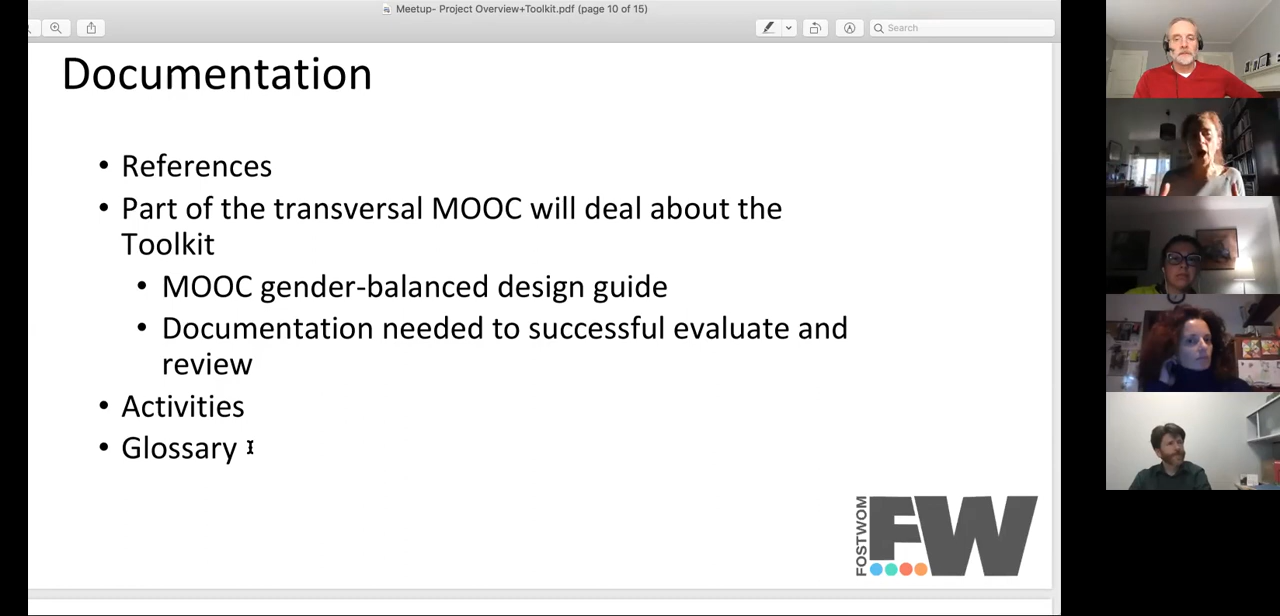 Meetup- Project Overview+Toolkit.pdf (page 10 of 15)
Search
Documentation
• References
• Part of the transversal MOOC will deal about the
Toolkit
• MOOC gender-balanced design guide
• Documentation needed to successful evaluate and
review
• Activities
• Glossary
FOSTWOM
FW